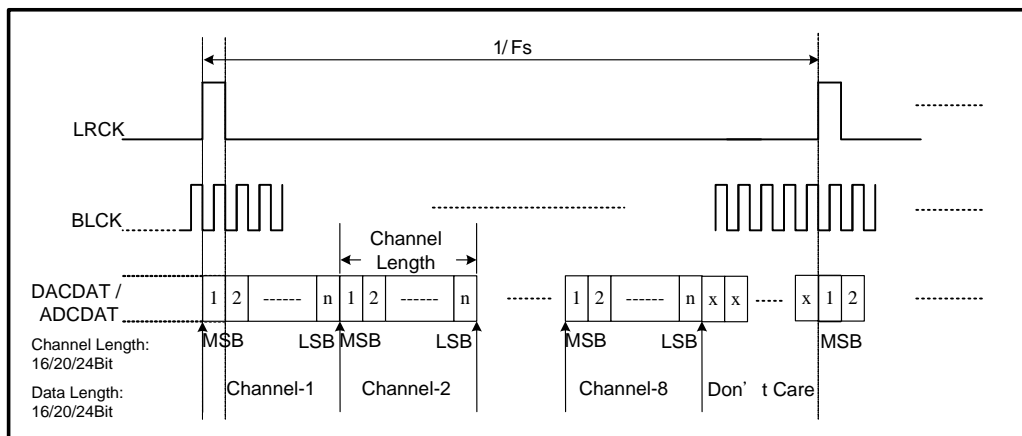 1/ Fs
LRCK
BLCK
Channel
Length
DACDAT /
ADCDAT
1 2 ------ n 1 2 ------ n 1 2 ------ n x x x 1 2
MSB LSB MSB LSB MSB LSB MSB
Channel Length:
16/20/24Bit
Channel-1 Channel-2 Channel-8 Don' t Care
Data Length:
16/20/24Bit